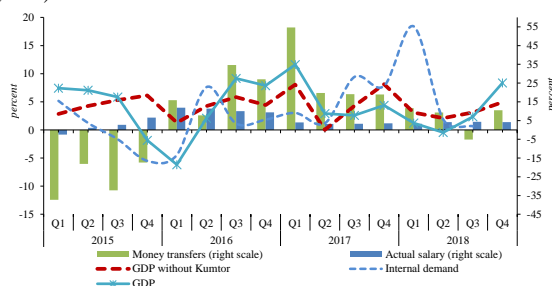 20
15
10
5
0
-5
-10
-15
percent
55
45
35
25
15
5
-5
-15
-25
-35
-45
percent
Q1 Q2 Q3 Q4 Q1 Q2 Q3 Q4 Q1 Q2 Q3 Q4 Q1 Q2 Q3 Q4
2015 2016 2017 2018
Money transfers (right scale) Actual salary (right scale)
GDP without Kumtor Internal demand
GDP